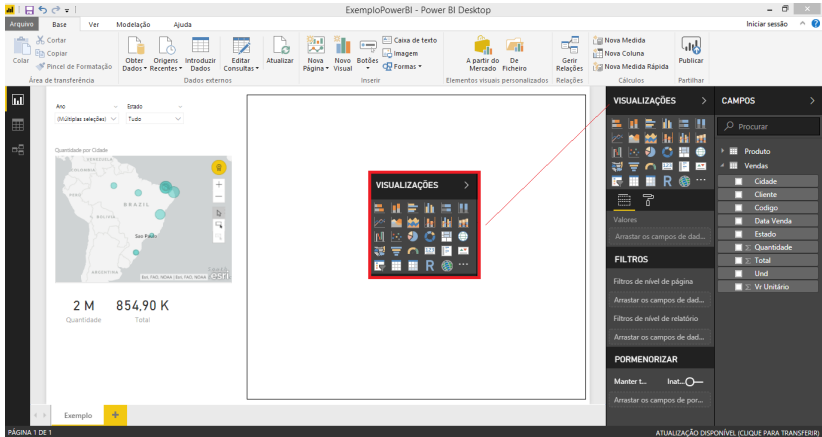 ExemploPowerBI - Power BI Desktop
Arquivo Base Ver Modelação Ajuda Iniciar sessão
Colar
Cortar
Copiar
Pincel de Formatação
Área de transferência
Obter Dados
Origens Recentes
Introduzir Dados
Editar Consultas
Atualizar
Dados externos
Nova Página
Novo Visual
Botões
Caixa de texto
Imagem
Formas
Inserir
A partir do Mercado
De Ficheiro
Elementos visuais personalizados
Gerir Relações
Relações
Nova Medida
Nova Coluna
Nova Medida Rápida
Cálculos
Publicar
Partilhar
Ano
(Múltiplas seleções)
Estado
Tudo
Quantidade por Cidade
VENEZUELA
COLOMBIA
PERU
BRAZIL
BOLIVIA
Sao Paulo
ARGENTINA
2 M
Quantidade
854,90 K
Total
VISUALIZAÇÕES
R
VISUALIZAÇÕES
R
Valores
Arrastar os campos de dad...
FILTROS
Filtros de nível de página
Arrastar os campos de dad...
Filtros de nível de relatório
Arrastar os campos de dad...
PORMENORIZAR
Manter t... Inat...
Arrastar os campos de por...
CAMPOS
Procurar
Produto
Vendas
Cidade
Cliente
Codigo
Data Venda
Estado
Σ Quantidade
Σ Total
Und
Σ Vr Unitário
Exemplo
PÁGINA 1 DE 1
ATUALIZAÇÃO DISPONÍVEL (CLIQUE PARA TRANSFERIR)